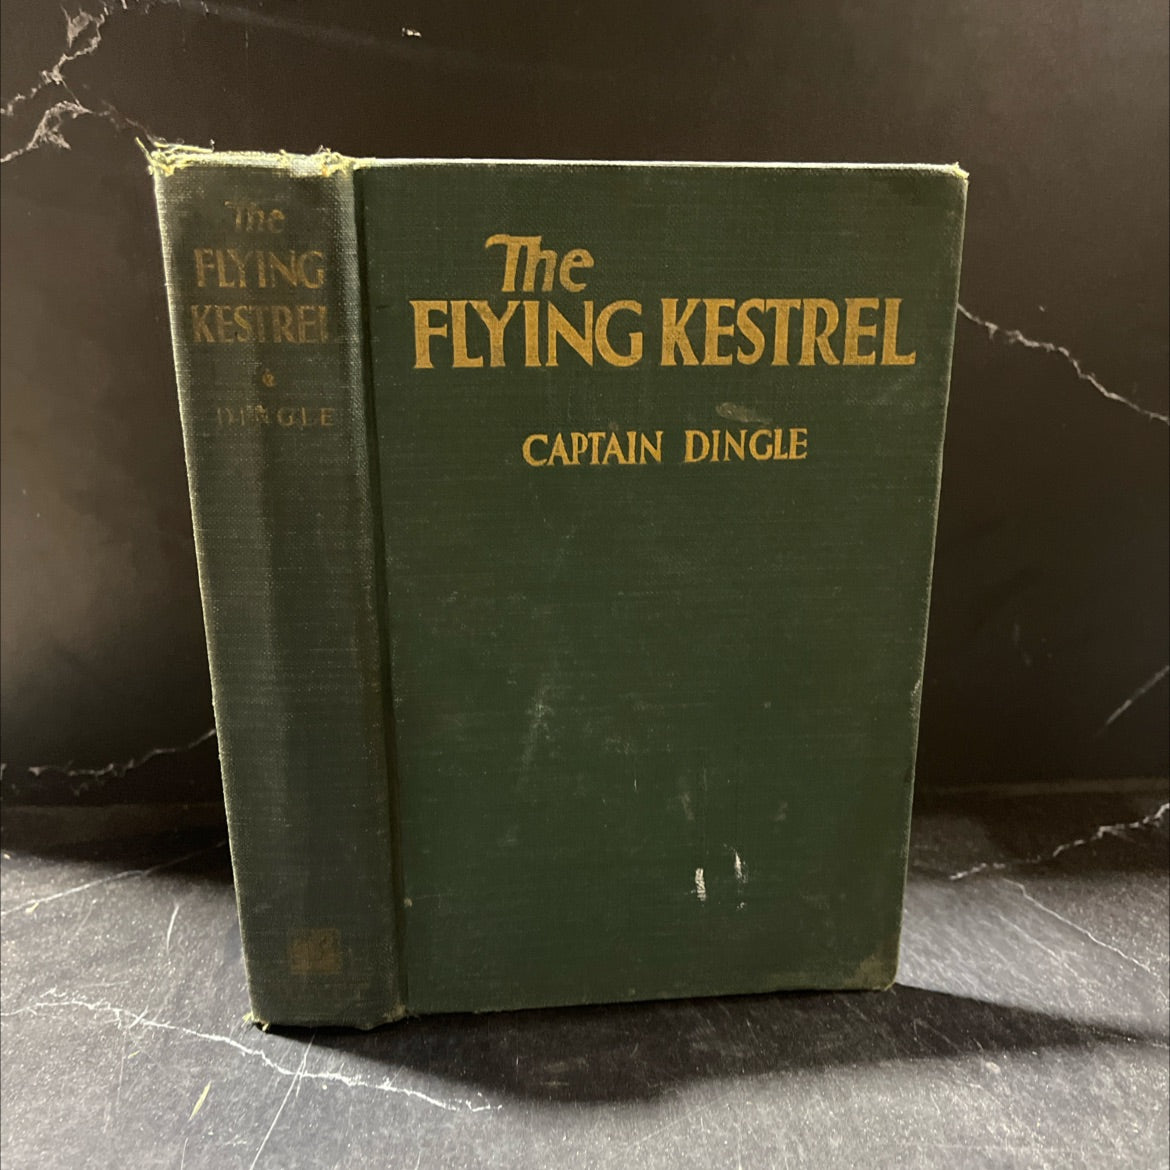 The
FLYING
KESTREL
DINGLE
The
FLYING KESTREL
CAPTAIN DINGLE